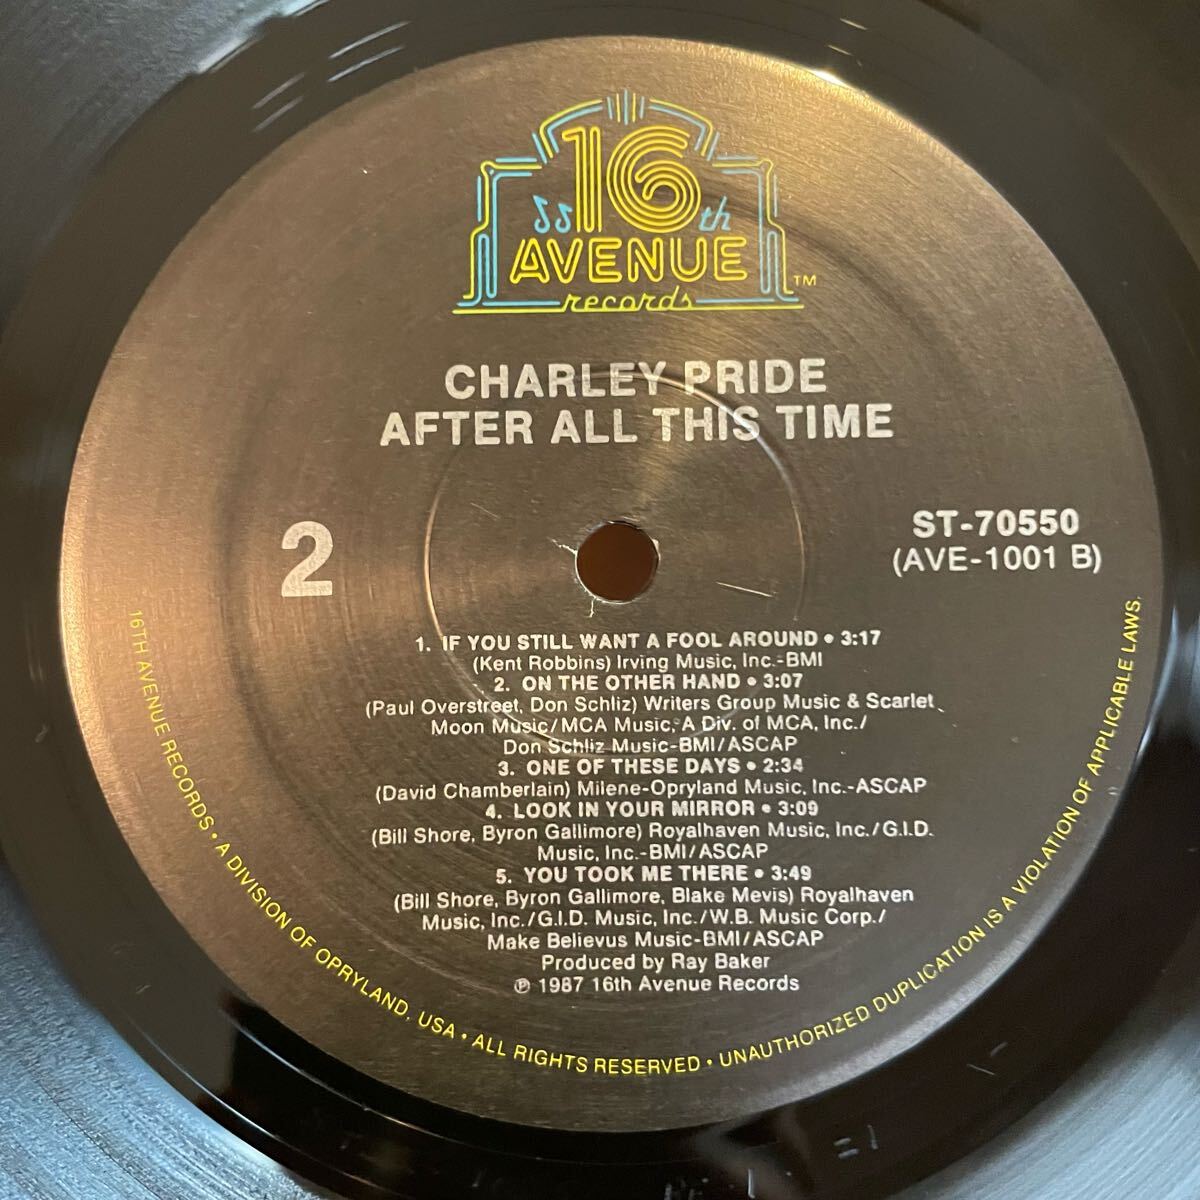 16th
AVENUE
records
TM
CHARLEY PRIDE
AFTER ALL THIS TIME
2
ST-70550
(AVE-1001 B)
1. IF YOU STILL WANT A FOOL AROUND • 3:17
(Kent Robbins) Irving Music, Inc.-BMI
2. ON THE OTHER HAND • 3:07
(Paul Overstreet, Don Schliz) Writers Group Music & Scarlet
Moon Music/MCA Music, A Div. of MCA, Inc./
Don Schliz Music-BMI/ASCAP
3. ONE OF THESE DAYS • 2:34
(David Chamberlain) Milene-Opryland Music, Inc.-ASCAP
4. LOOK IN YOUR MIRROR • 3:09
(Bill Shore, Byron Gallimore) Royalhaven Music, Inc./G.I.D.
Music, Inc.-BMI/ASCAP
5. YOU TOOK ME THERE • 3:49
(Bill Shore, Byron Gallimore, Blake Mevis) Royalhaven
Music, Inc./G.I.D. Music, Inc./W.B. Music Corp./
Make Believus Music-BMI/ASCAP
Produced by Ray Baker
℗ 1987 16th Avenue Records
16TH AVENUE RECORDS • A DIVISION OF OPRYLAND, USA • ALL RIGHTS RESERVED • UNAUTHORIZED DUPLICATION IS A VIOLATION OF APPLICABLE LAWS.